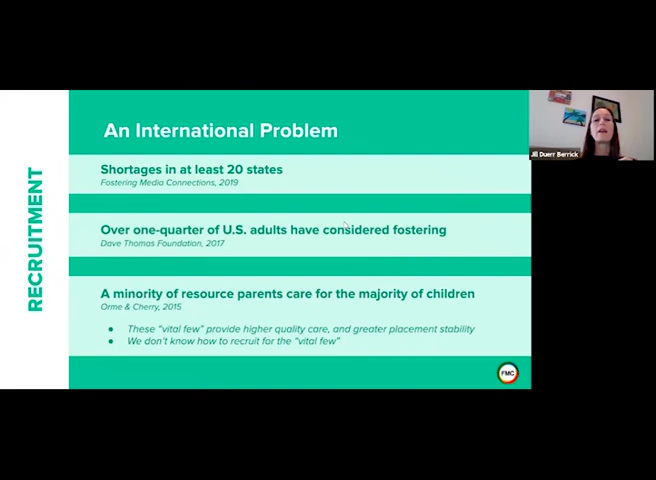 RECRUITMENT
An International Problem
Shortages in at least 20 states
Fostering Media Connections, 2019
Over one-quarter of U.S. adults have considered fostering
Dave Thomas Foundation, 2017
A minority of resource parents care for the majority of children
Orme & Cherry, 2015
● These "vital few" provide higher quality care, and greater placement stability
● We don't know how to recruit for the "vital few"
FMC
Jill Duerr Berrick